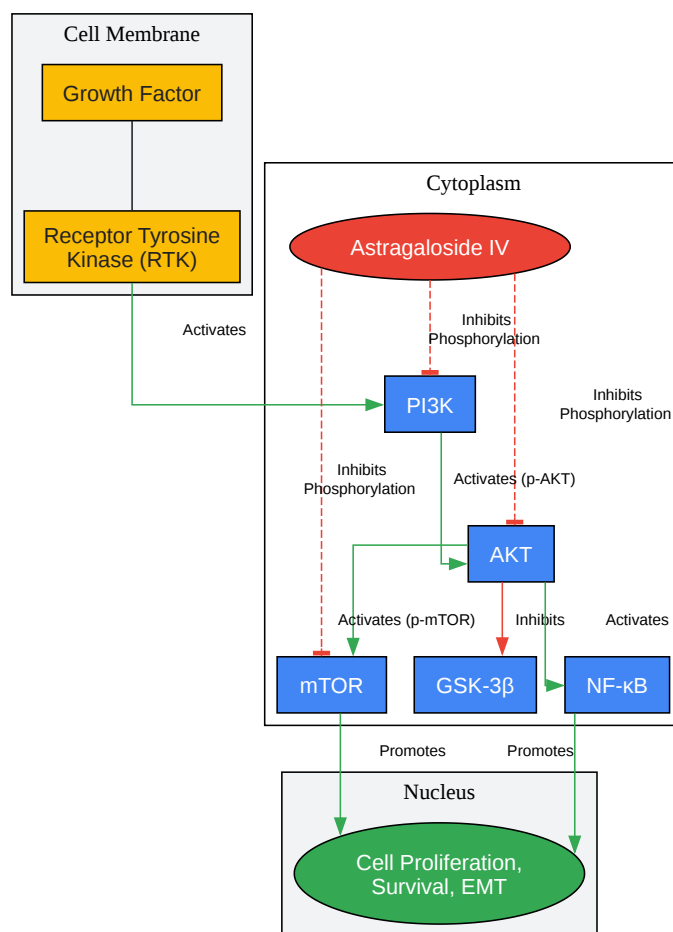 Cell Membrane
Growth Factor
Receptor Tyrosine
Kinase (RTK)
Cytoplasm
Astragaloside IV
Activates
Inhibits
Phosphorylation
PI3K
Inhibits
Phosphorylation
Inhibits
Phosphorylation
Activates (p-AKT)
AKT
Activates (p-mTOR)
Inhibits
Activates
mTOR
GSK-3β
NF-κB
Promotes
Promotes
Nucleus
Cell Proliferation,
Survival, EMT